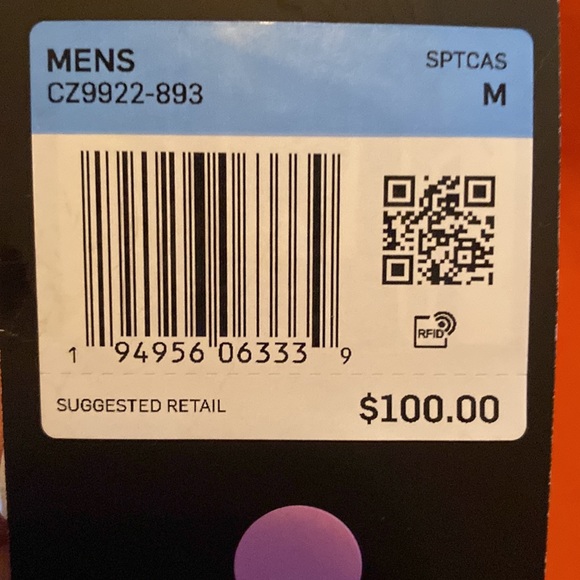 MENS SPTCAS
CZ9922-893 M
1 94956 06333 9
RFID
SUGGESTED RETAIL $100.00